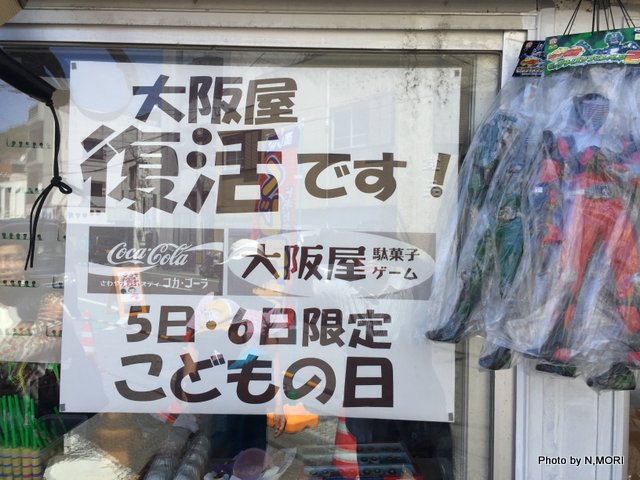 大阪屋
復活です！
Coca-Cola
さわやかテイスティ コカ・コーラ
大阪屋 駄菓子
ゲーム
5日・6日限定
こどもの日
Photo by N,MORI